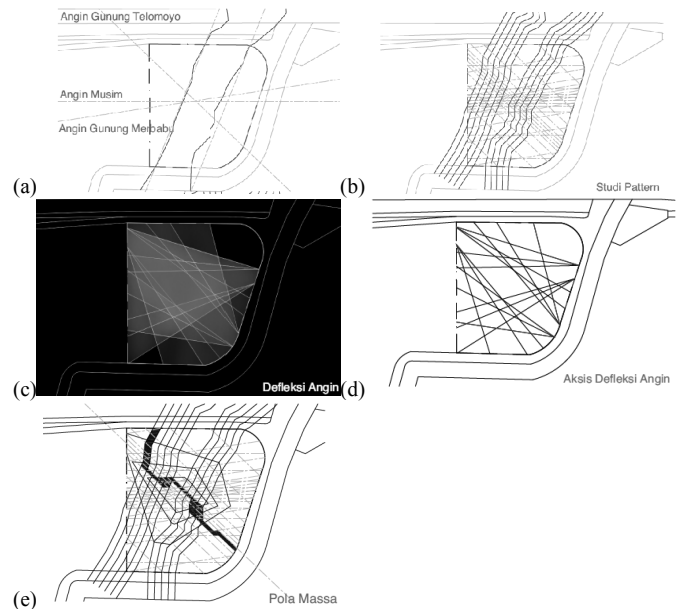 Angin Gunung Telomoyo
Angin Musim
Angin Gunung Merbabu
(a)
(b)
Studi Pattern
(c)
Defleksi Angin
(d)
Aksis Defleksi Angin
(e)
Pola Massa